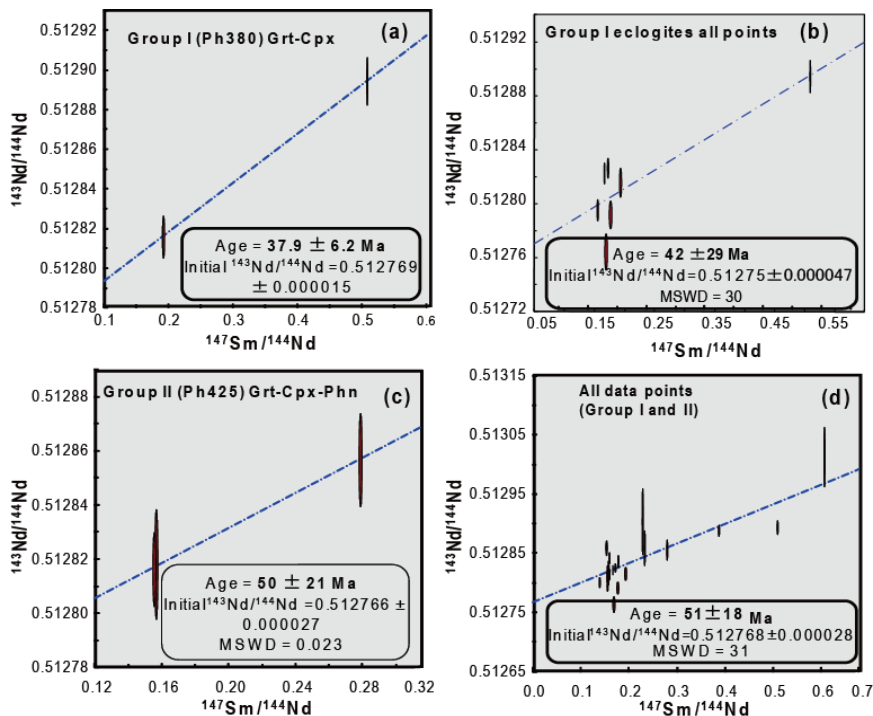 Group I (Ph380) Grt-Cpx
(a)
0.51292
0.51290
0.51288
0.51286
0.51284
0.51282
0.51280
0.51278
¹⁴³Nd/¹⁴⁴Nd
Age = 37.9 ± 6.2 Ma
Initial ¹⁴³Nd/¹⁴⁴Nd=0.512769
± 0.000015
0.1 0.2 0.3 0.4 0.5 0.6
¹⁴⁷Sm/¹⁴⁴Nd
Group I eclogites all points
(b)
0.51292
0.51288
0.51284
0.51280
0.51276
0.51272
¹⁴³Nd/¹⁴⁴Nd
Age = 42 ±29 Ma
Initial ¹⁴³Nd/¹⁴⁴Nd=0.51275±0.000047
MSWD = 30
0.05 0.15 0.25 0.35 0.45 0.55
¹⁴⁷Sm/¹⁴⁴Nd
Group II (Ph425) Grt-Cpx-Phn
(c)
0.51288
0.51286
0.51284
0.51282
0.51280
0.51278
¹⁴³Nd/¹⁴⁴Nd
Age = 50 ± 21 Ma
Initial¹⁴³Nd/¹⁴⁴Nd =0.512766 ±
0.000027
MSWD = 0.023
0.12 0.16 0.20 0.24 0.28 0.32
¹⁴⁷Sm/¹⁴⁴Nd
All data points
(Group I and II)
(d)
0.51315
0.51305
0.51295
0.51285
0.51275
0.51265
¹⁴³Nd/¹⁴⁴Nd
Age = 51±18 Ma
Initial¹⁴³Nd/¹⁴⁴Nd=0.512768±0.000028
MSWD = 31
0.0 0.1 0.2 0.3 0.4 0.5 0.6 0.7
¹⁴⁷Sm/¹⁴⁴Nd